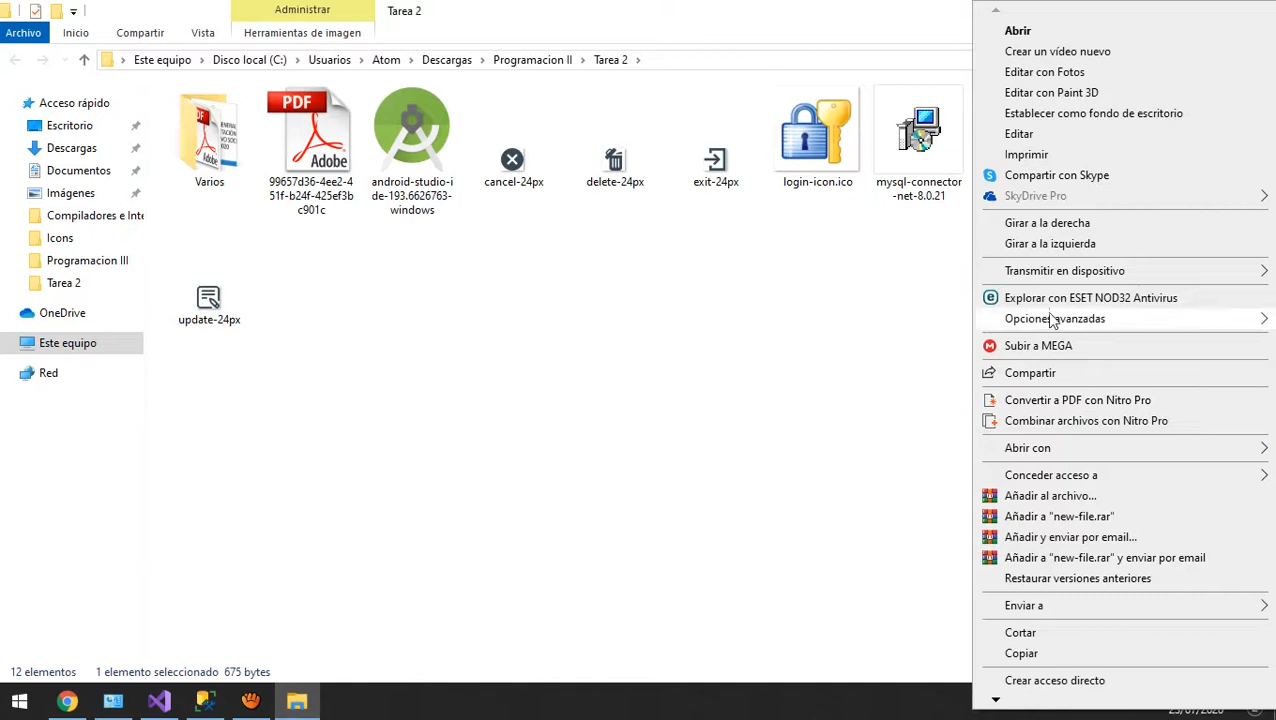 Administrar
Tarea 2
Archivo
Inicio
Compartir
Vista
Herramientas de imagen
Este equipo > Disco local (C:) > Usuarios > Atom > Descargas > Programacion II > Tarea 2 >
Acceso rápido
Escritorio
Descargas
Documentos
Imágenes
Compiladores e Inte
Icons
Programacion III
Tarea 2
OneDrive
Este equipo
Red
PDF
Adobe
Varios
99657d36-4ee2-4
51f-b24f-425ef3b
c901c
android-studio-i
de-193.6626763-
windows
cancel-24px
delete-24px
exit-24px
login-icon.ico
mysql-connector
-net-8.0.21
update-24px
Abrir
Crear un vídeo nuevo
Editar con Fotos
Editar con Paint 3D
Establecer como fondo de escritorio
Editar
Imprimir
Compartir con Skype
SkyDrive Pro
Girar a la derecha
Girar a la izquierda
Transmitir en dispositivo
Explorar con ESET NOD32 Antivirus
Opciones avanzadas
Subir a MEGA
Compartir
Convertir a PDF con Nitro Pro
Combinar archivos con Nitro Pro
Abrir con
Conceder acceso a
Añadir al archivo...
Añadir a "new-file.rar"
Añadir y enviar por email...
Añadir a "new-file.rar" y enviar por email
Restaurar versiones anteriores
Enviar a
Cortar
Copiar
Crear acceso directo
12 elementos
1 elemento seleccionado 675 bytes